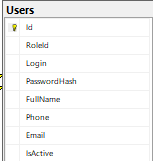 Users
Id
RoleId
Login
PasswordHash
FullName
Phone
Email
IsActive